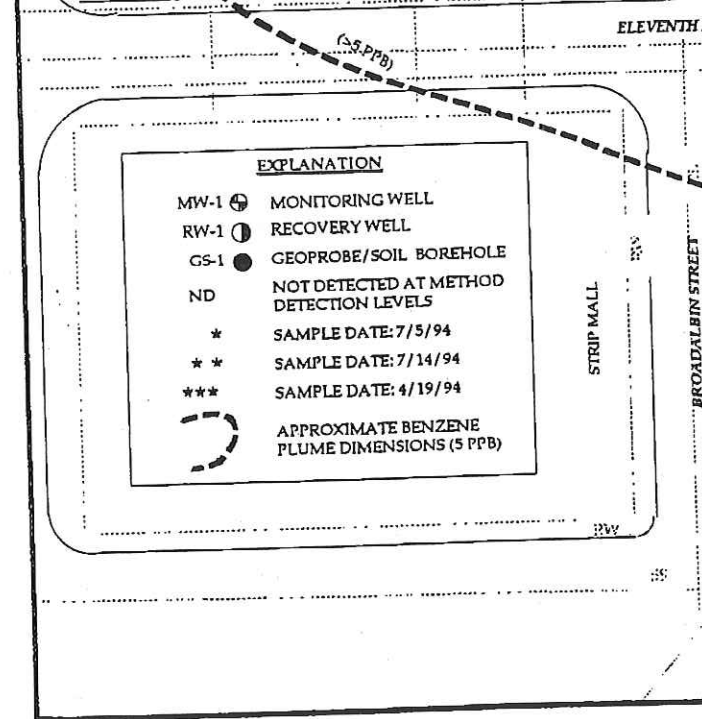 ELEVENTH
(>5 PPB)
EXPLANATION
MW-1 MONITORING WELL
RW-1 RECOVERY WELL
GS-1 GEOPROBE/SOIL BOREHOLE
ND NOT DETECTED AT METHOD
DETECTION LEVELS
* SAMPLE DATE: 7/5/94
* * SAMPLE DATE: 7/14/94
*** SAMPLE DATE: 4/19/94
APPROXIMATE BENZENE
PLUME DIMENSIONS (5 PPB)
STRIP MALL
BROADALBIN STREET
RW
SS